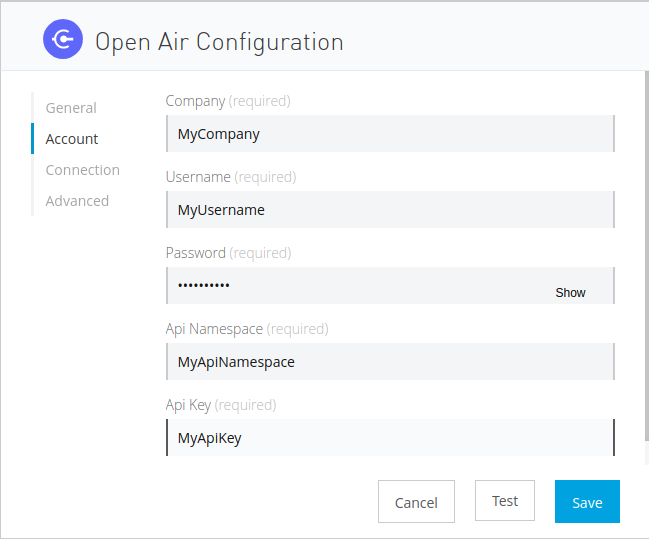 Open Air Configuration
General
Account
Connection
Advanced
Company (required)
MyCompany
Username (required)
MyUsername
Password (required)
••••••••••
Show
Api Namespace (required)
MyApiNamespace
Api Key (required)
MyApiKey
Cancel
Test
Save